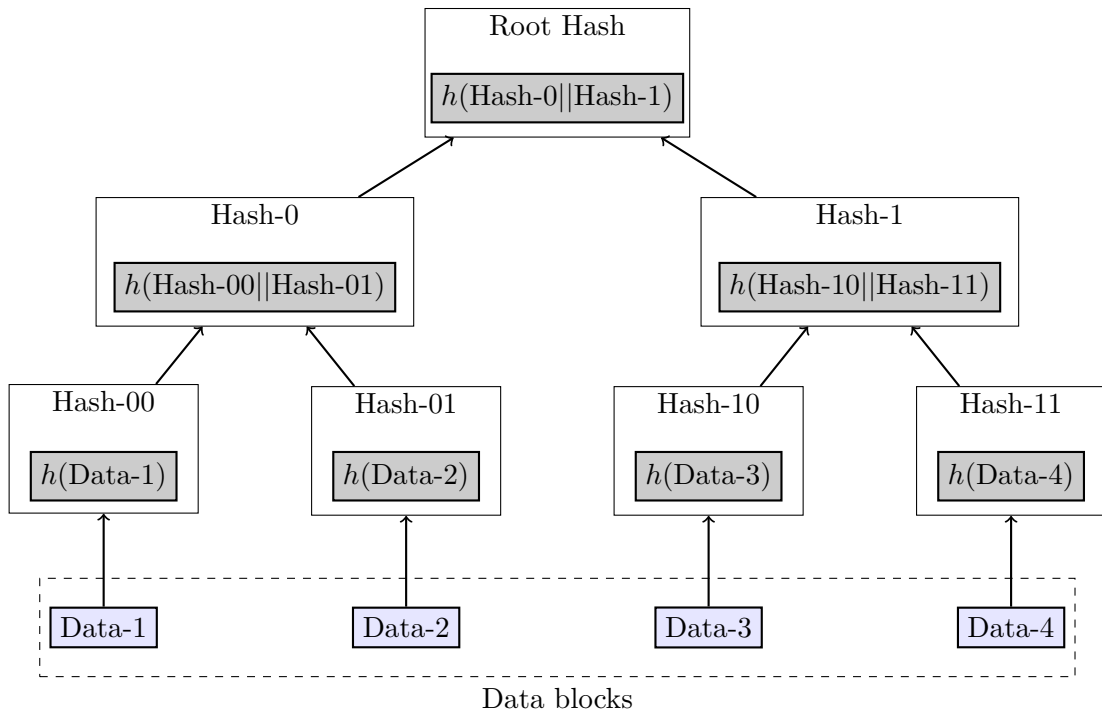 Root Hash
h(Hash-0||Hash-1)
Hash-0
Hash-1
h(Hash-00||Hash-01)
h(Hash-10||Hash-11)
Hash-00
Hash-01
Hash-10
Hash-11
h(Data-1)
h(Data-2)
h(Data-3)
h(Data-4)
Data-1
Data-2
Data-3
Data-4
Data blocks